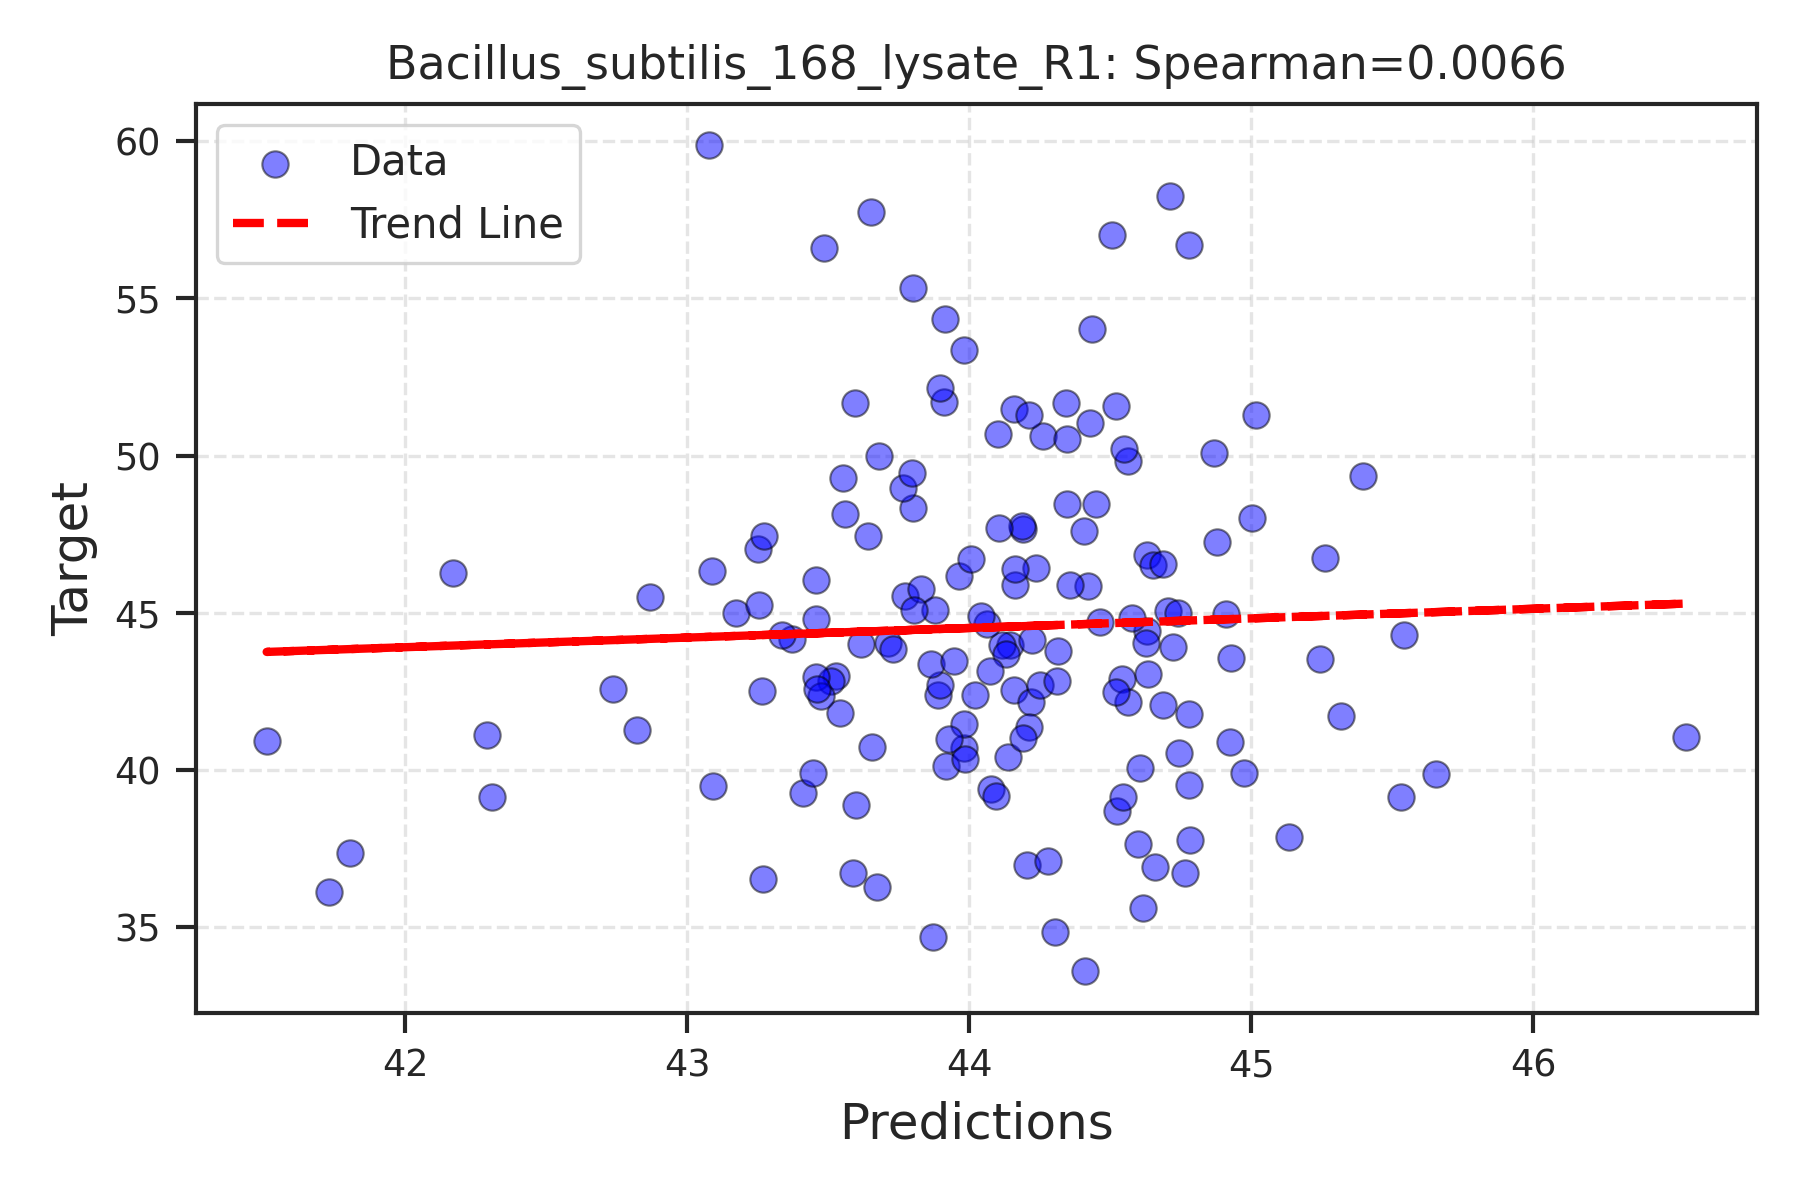 Bacillus_subtilis_168_lysate_R1: Spearman=0.0066
Data
Trend Line
60
55
50
45
40
35
Target
42
43
44
45
46
Predictions